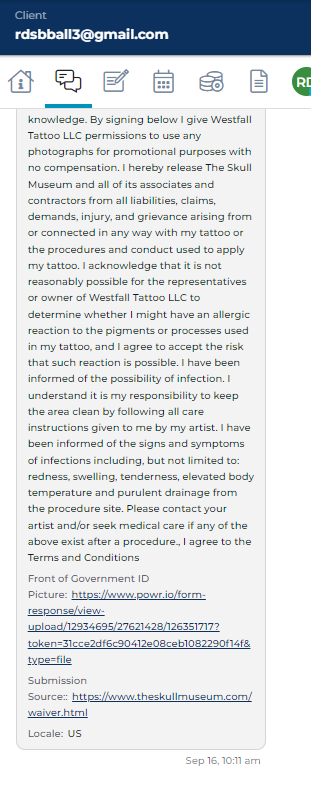 Client
rdsbball3@gmail.com
RD
knowledge. By signing below I give Westfall
Tattoo LLC permissions to use any
photographs for promotional purposes with
no compensation. I hereby release The Skull
Museum and all of its associates and
contractors from all liabilities, claims,
demands, injury, and grievance arising from
or connected in any way with my tattoo or
the procedures and conduct used to apply
my tattoo. I acknowledge that it is not
reasonably possible for the representatives
or owner of Westfall Tattoo LLC to
determine whether I might have an allergic
reaction to the pigments or processes used
in my tattoo, and I agree to accept the risk
that such reaction is possible. I have been
informed of the possibility of infection. I
understand it is my responsibility to keep
the area clean by following all care
instructions given to me by my artist. I have
been informed of the signs and symptoms
of infections including, but not limited to:
redness, swelling, tenderness, elevated body
temperature and purulent drainage from
the procedure site. Please contact your
artist and/or seek medical care if any of the
above exist after a procedure., I agree to the
Terms and Conditions
Front of Government ID
Picture: https://www.powr.io/form-
response/view-
upload/12934695/27621428/126351717?
token=31cce2df6c90412e08ceb1082290f14f&
type=file
Submission
Source:: https://www.theskullmuseum.com/
waiver.html
Locale: US
Sep 16, 10:11 am